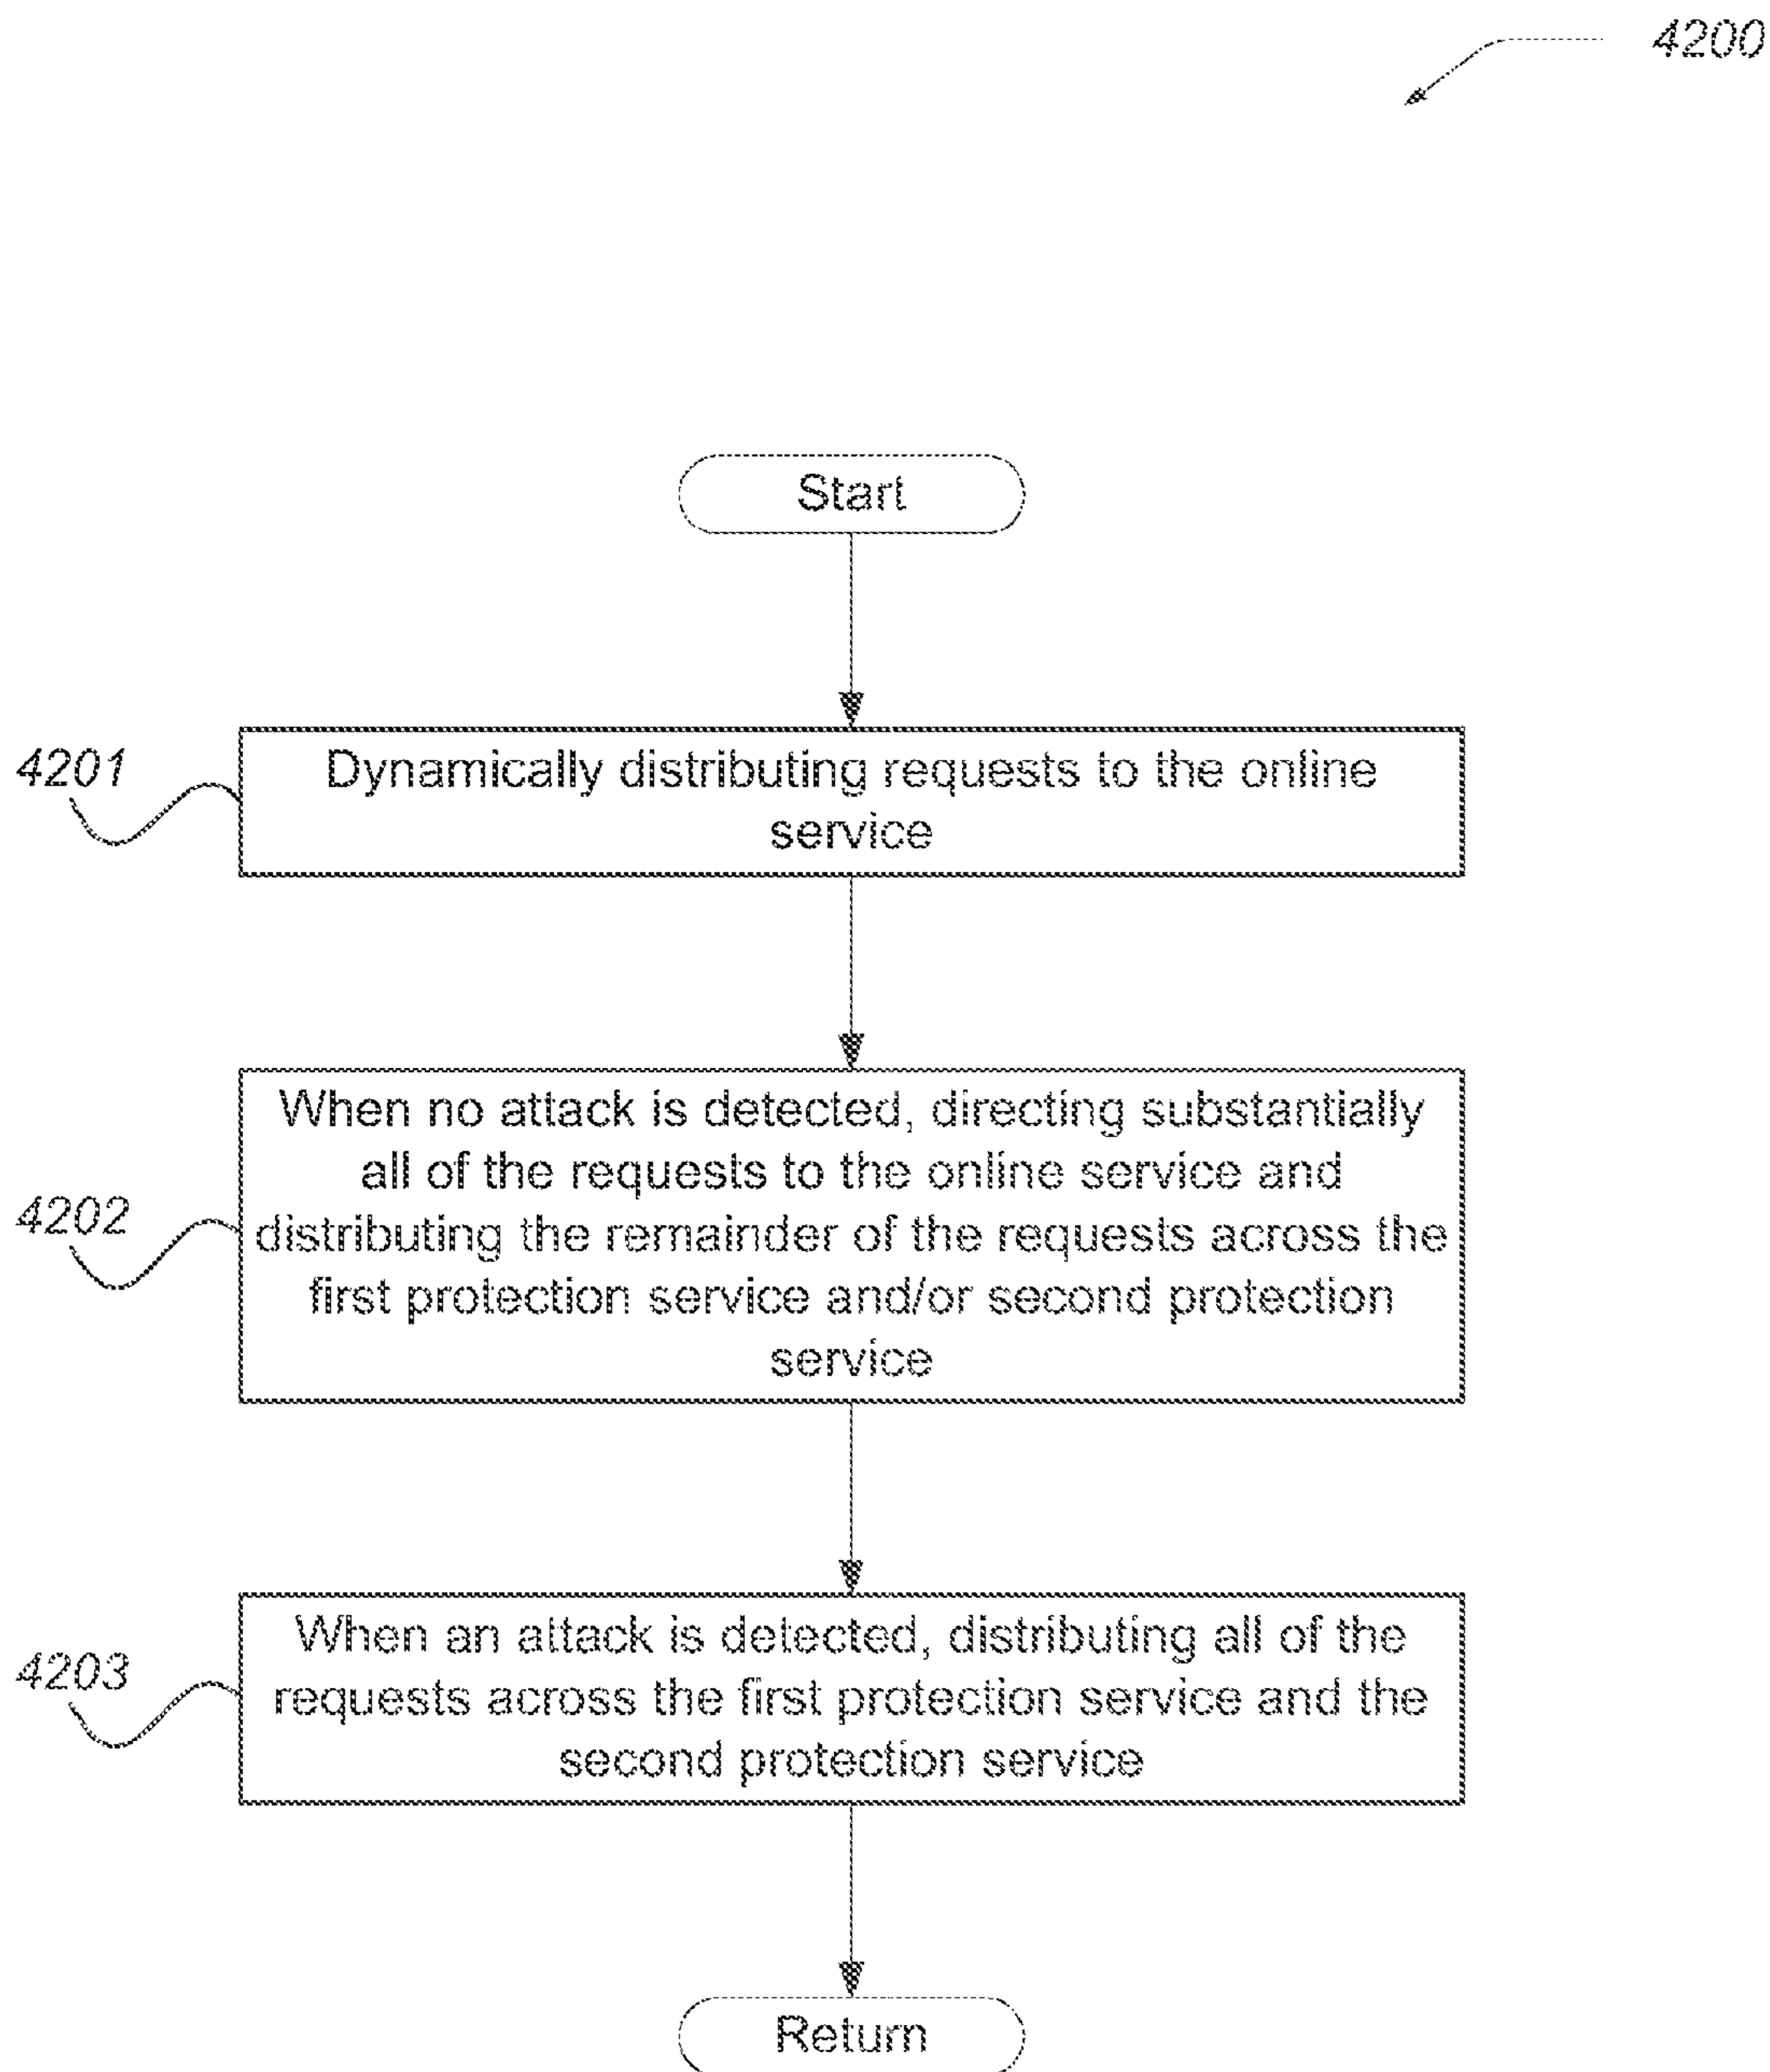 4200
Start
4201
Dynamically distributing requests to the online
service
4202
When no attack is detected, directing substantially
all of the requests to the online service and
distributing the remainder of the requests across the
first protection service and/or second protection
service
4203
When an attack is detected, distributing all of the
requests across the first protection service and the
second protection service
Return